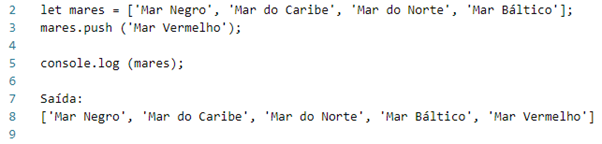 2 let mares = ['Mar Negro', 'Mar do Caribe', 'Mar do Norte', 'Mar Báltico'];
3 mares.push ('Mar Vermelho');
4
5 console.log (mares);
6
7 Saída:
8 ['Mar Negro', 'Mar do Caribe', 'Mar do Norte', 'Mar Báltico', 'Mar Vermelho']
9